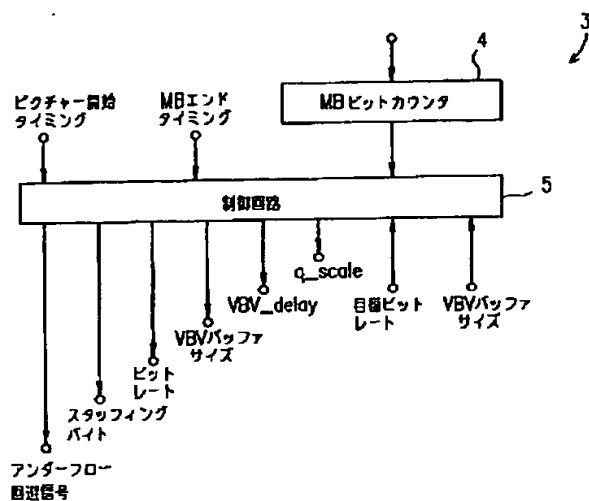 3
4
ピクチャー開始
タイミング
MBエンド
タイミング
MBビットカウンタ
制御回路
5
q_scale
VBV_delay
目標ビット
レート
VBVバッファ
サイズ
VBVバッファ
サイズ
ビット
レート
スタッフィング
バイト
アンダーフロー
回避信号